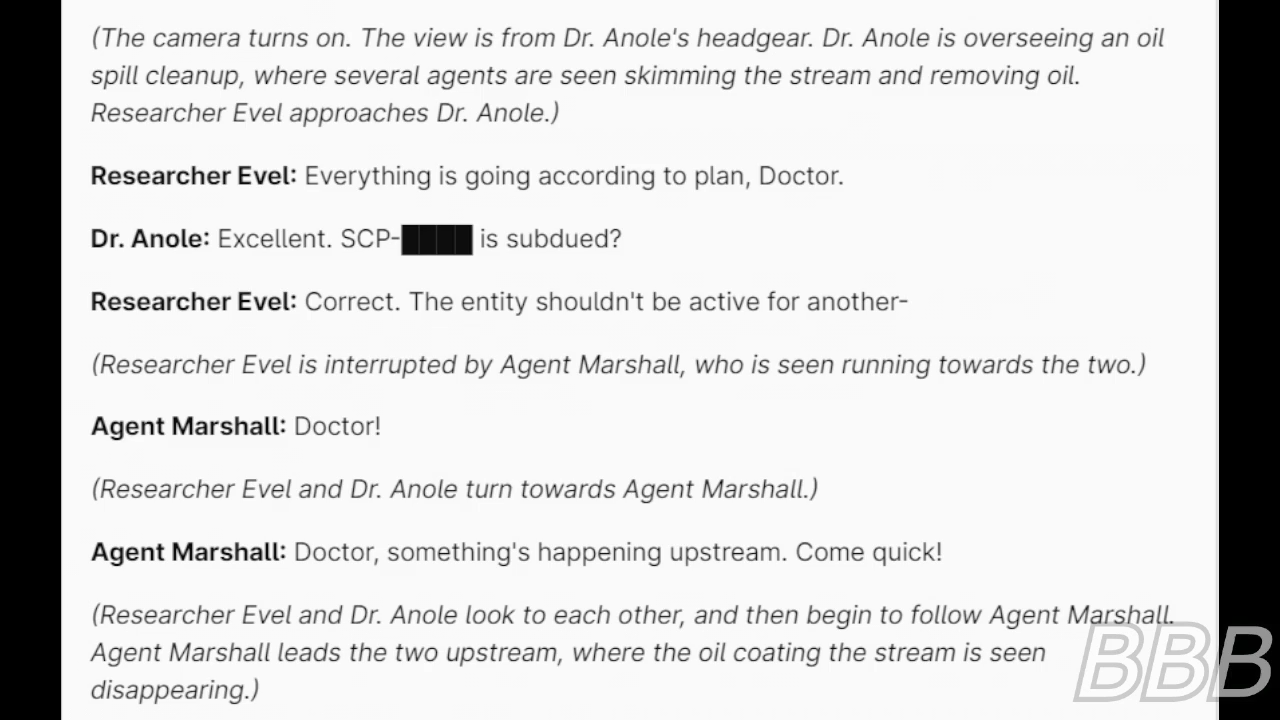 (The camera turns on. The view is from Dr. Anole's headgear. Dr. Anole is overseeing an oil
spill cleanup, where several agents are seen skimming the stream and removing oil.
Researcher Evel approaches Dr. Anole.)
Researcher Evel: Everything is going according to plan, Doctor.
Dr. Anole: Excellent. SCP-████ is subdued?
Researcher Evel: Correct. The entity shouldn't be active for another-
(Researcher Evel is interrupted by Agent Marshall, who is seen running towards the two.)
Agent Marshall: Doctor!
(Researcher Evel and Dr. Anole turn towards Agent Marshall.)
Agent Marshall: Doctor, something's happening upstream. Come quick!
(Researcher Evel and Dr. Anole look to each other, and then begin to follow Agent Marshall.
Agent Marshall leads the two upstream, where the oil coating the stream is seen
disappearing.)
BBB